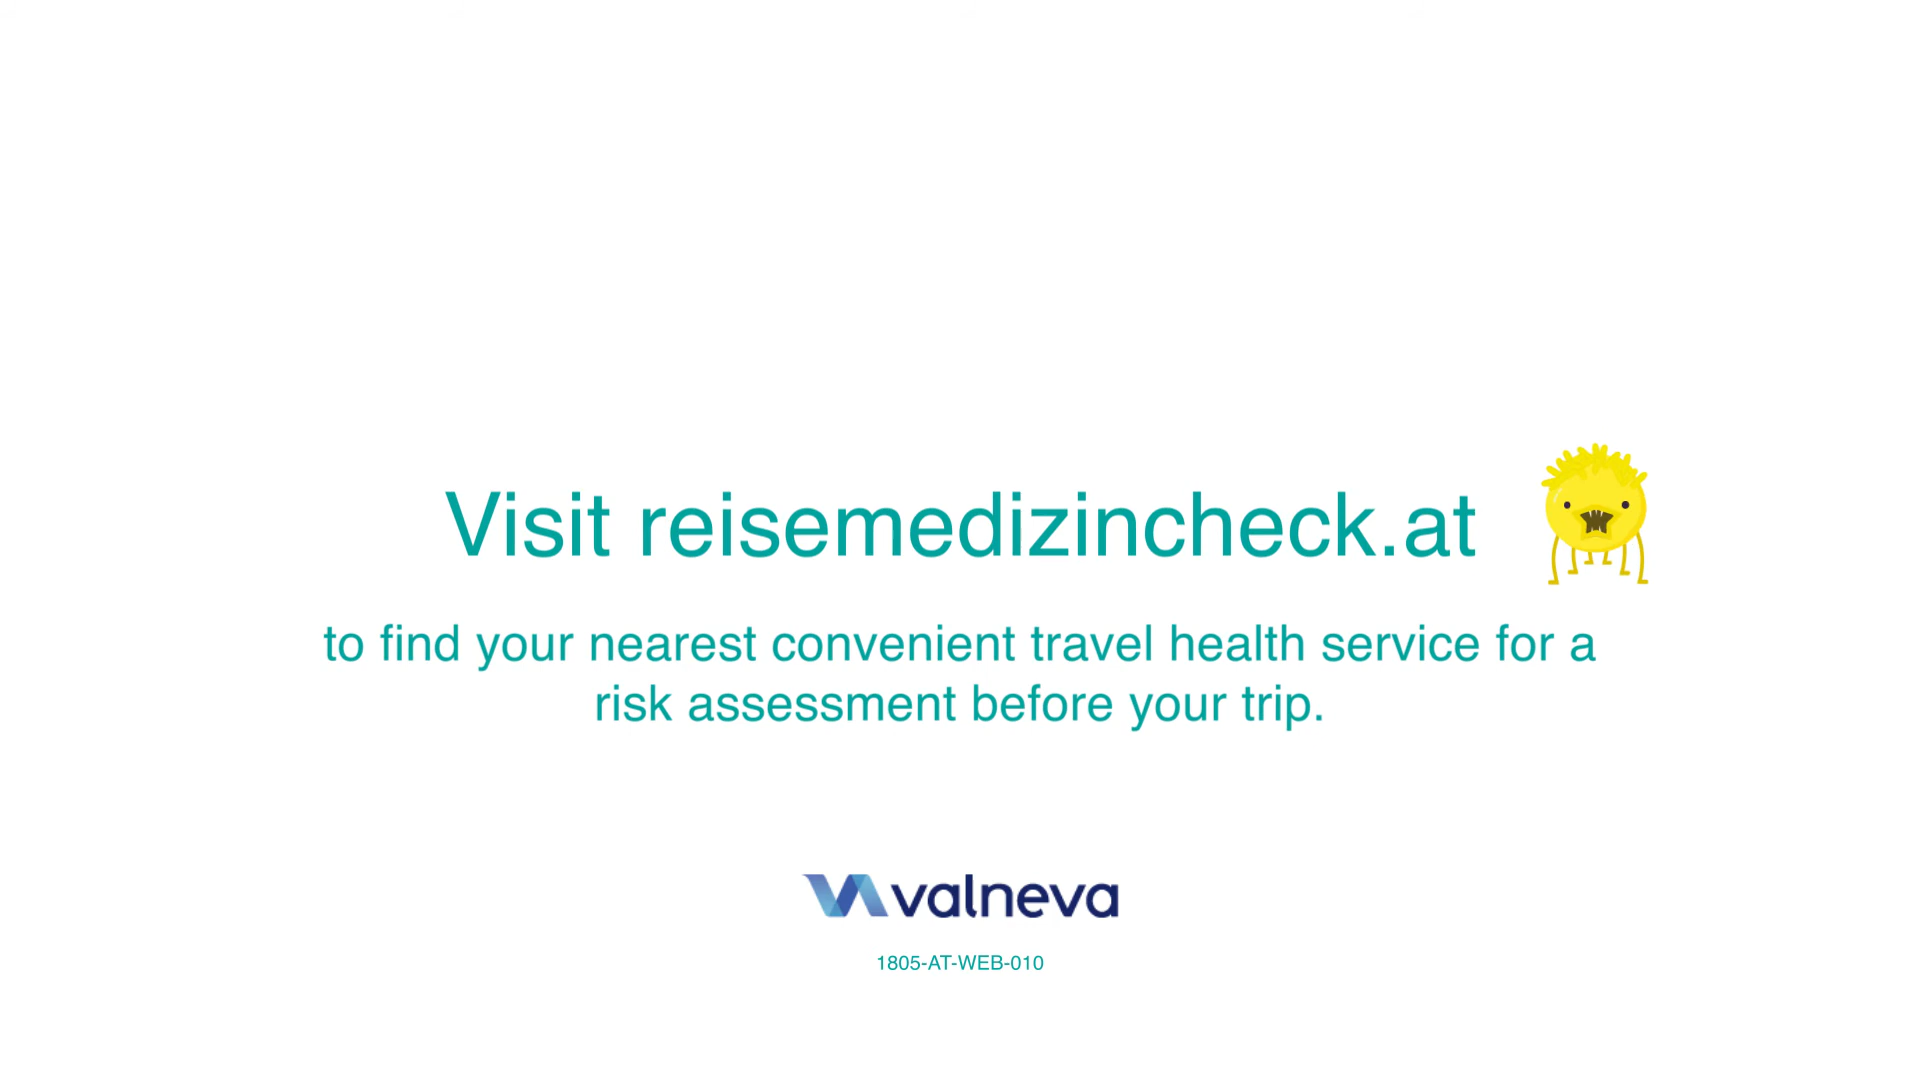 Visit reisemedizincheck.at
to find your nearest convenient travel health service for a
risk assessment before your trip.
valneva
1805-AT-WEB-010